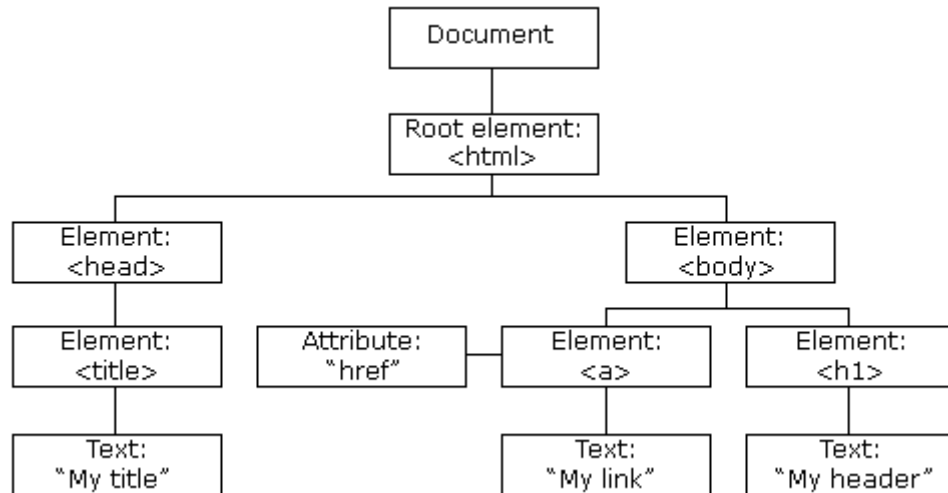 Document
Root element:
<html>
Element:
<head>
Element:
<body>
Element:
<title>
Attribute:
“href”
Element:
<a>
Element:
<h1>
Text:
“My title”
Text:
“My link”
Text:
“My header”